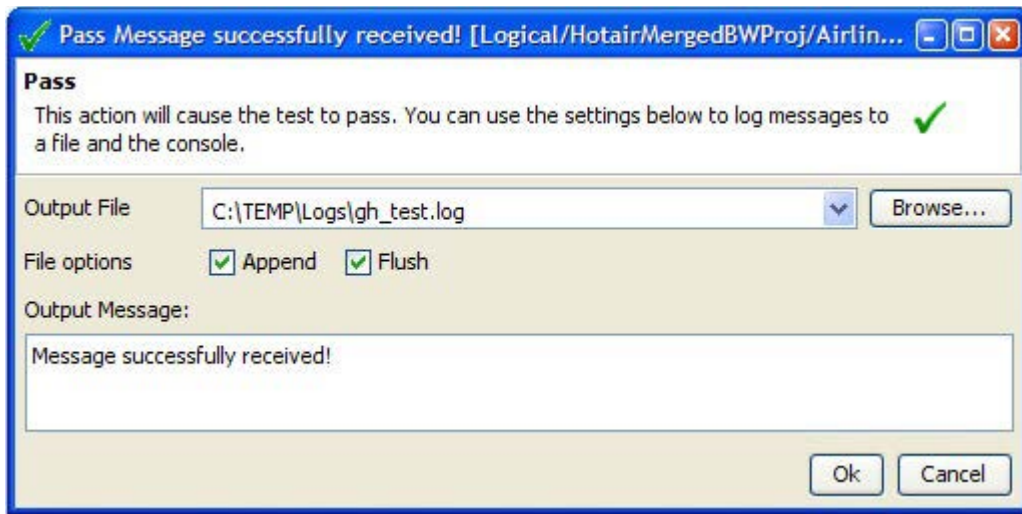 Pass Message successfully received! [Logical/HotairMergedBWProj/Airlin...
Pass
This action will cause the test to pass. You can use the settings below to log messages to
a file and the console.
Output File C:\TEMP\Logs\gh_test.log Browse...
File options Append Flush
Output Message:
Message successfully received!
Ok Cancel